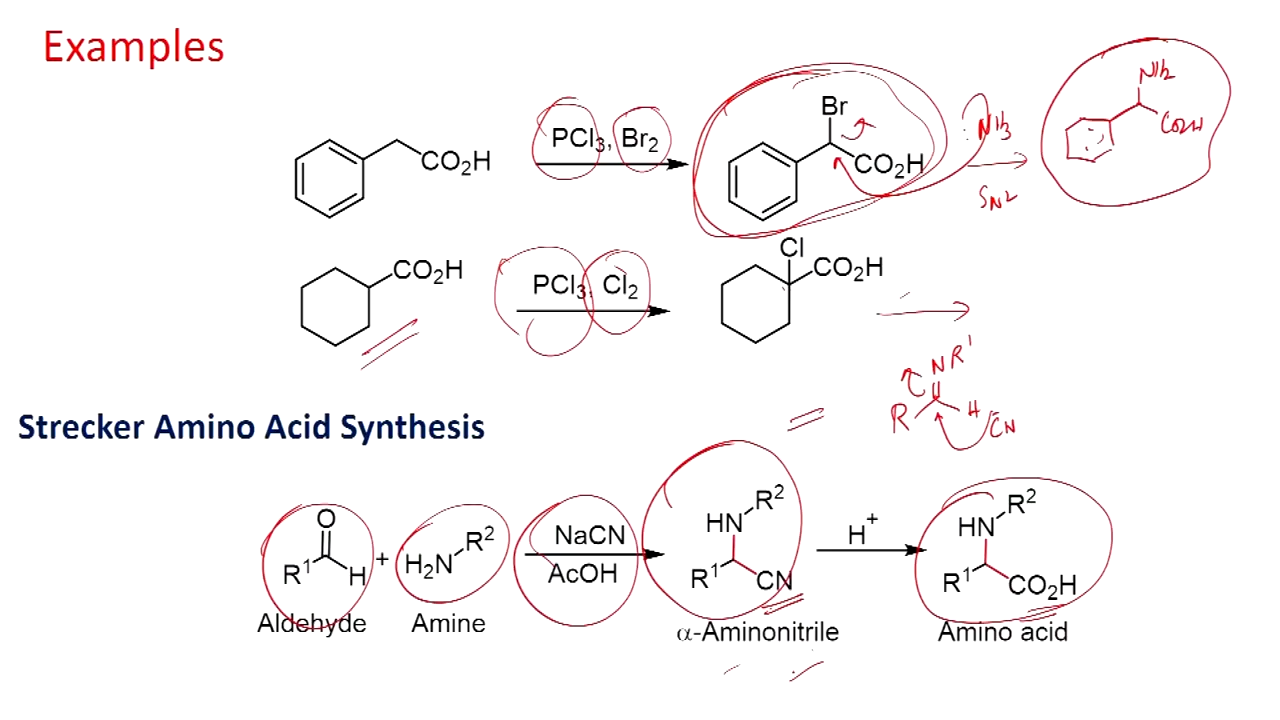 Examples
CO₂H
PCl₃, Br₂
Br
CO₂H
:NH₃
SN2
NH₂
CO₂H
CO₂H
PCl₃, Cl₂
Cl
CO₂H
NR'
R H
C̄N
Strecker Amino Acid Synthesis
O
R¹ H
Aldehyde
+
H₂N R²
Amine
NaCN
AcOH
HN R²
R¹ CN
α-Aminonitrile
H⁺
HN R²
R¹ CO₂H
Amino acid